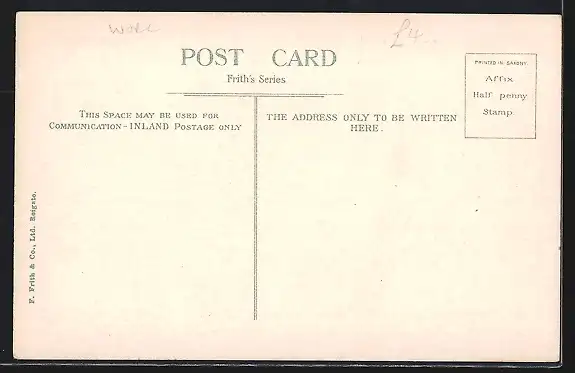 WORC
£4
POST CARD
Frith's Series
THIS SPACE MAY BE USED FOR
COMMUNICATION - INLAND POSTAGE ONLY
THE ADDRESS ONLY TO BE WRITTEN
HERE.
PRINTED IN SAXONY.
Affix
Half penny
Stamp
F. Frith & Co., Ltd. Reigate.